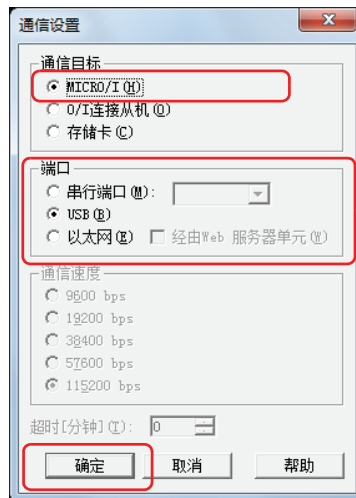 通信设置
通信目标
MICRO/I(H)
O/I连接从机(O)
存储卡(C)
端口
串行端口(M):
USB(B)
以太网(E) 经由Web 服务器单元(W)
通信速度
9600 bps
19200 bps
38400 bps
57600 bps
115200 bps
超时[分钟](T): 0
确定 取消 帮助